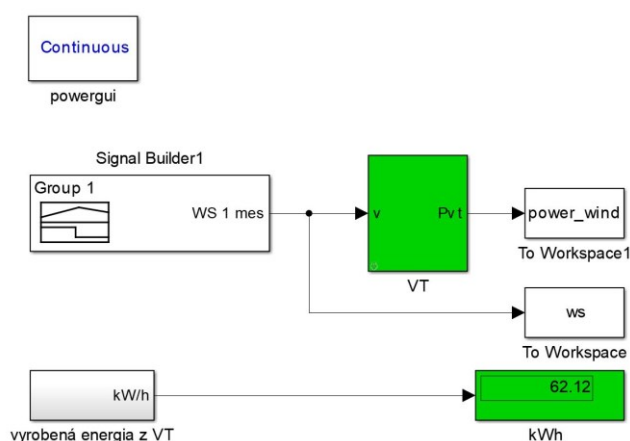 Continuous
powergui
Signal Builder1
Group 1
WS 1 mes
v
Pvt
VT
power_wind
To Workspace1
ws
To Workspace
kW/h
vyrobená energia z VT
62.12
kWh